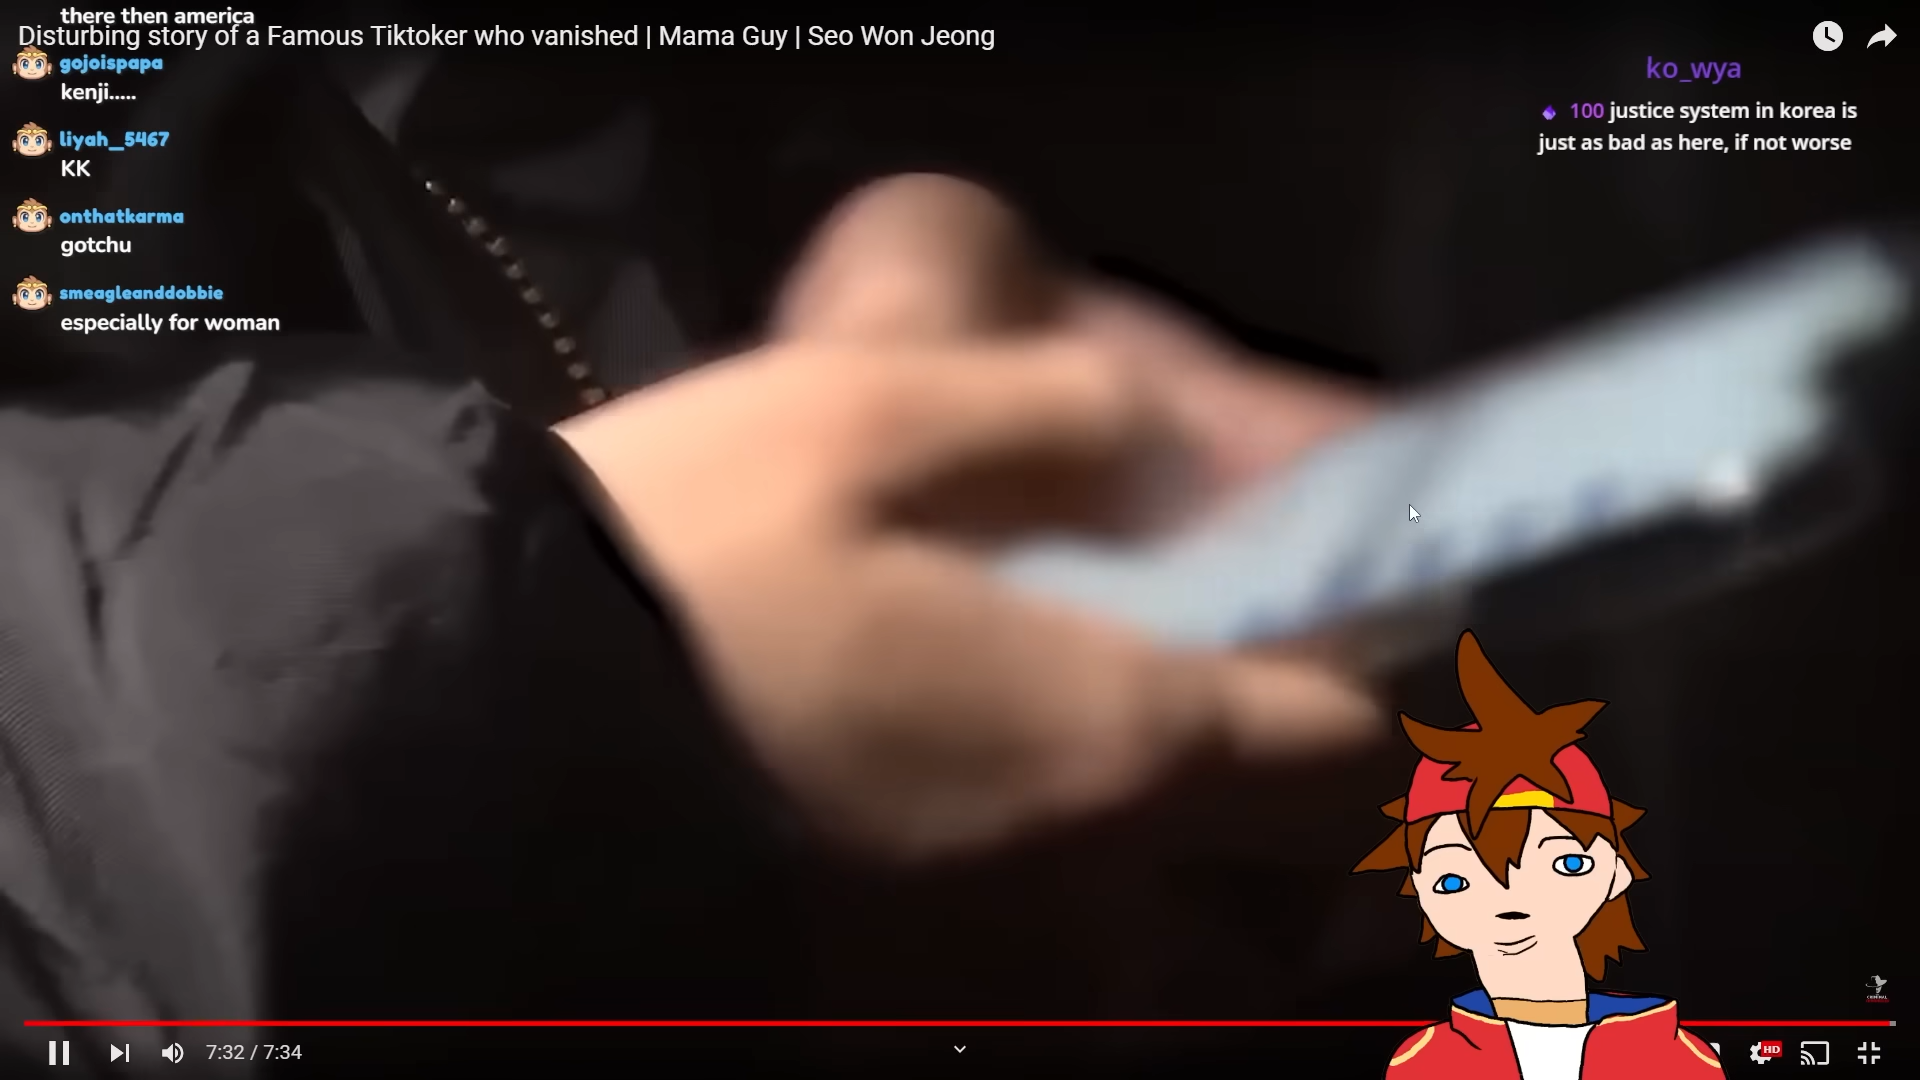 there then america
Disturbing story of a Famous Tiktoker who vanished | Mama Guy | Seo Won Jeong
gojoispapa
kenji.....
liyah_5467
KK
onthatkarma
gotchu
smeagleanddobbie
especially for woman
ko_wya
100 justice system in korea is
just as bad as here, if not worse
7:32 / 7:34
HD